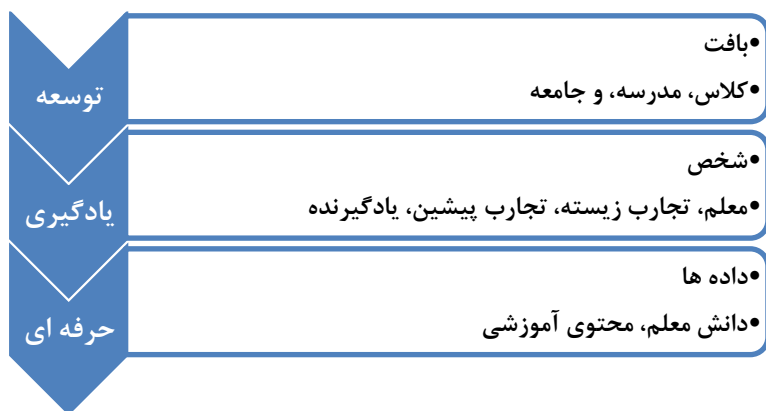 توسعه
•بافت
•کلاس، مدرسه، و جامعه
یادگیری
•شخص
•معلم، تجارب زیسته، تجارب پیشین، یادگیرنده
حرفه ای
•داده ها
•دانش معلم، محتوی آموزشی